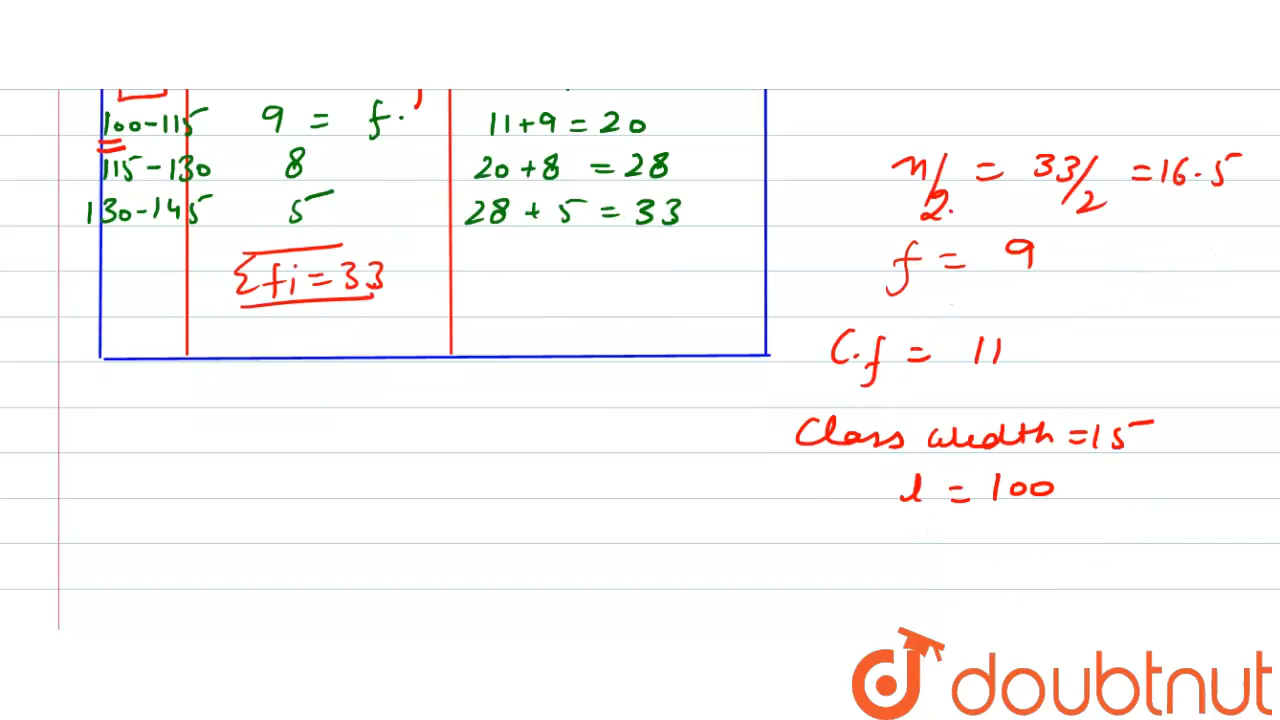 100-115 9 = f. 11+9=20
115-130 8 20+8 =28
130-145 5 28 + 5 = 33
Σfi=33
n/2. = 33/2 =16.5
f = 9
C.f = 11
Class width=15
l = 100
doubtnut